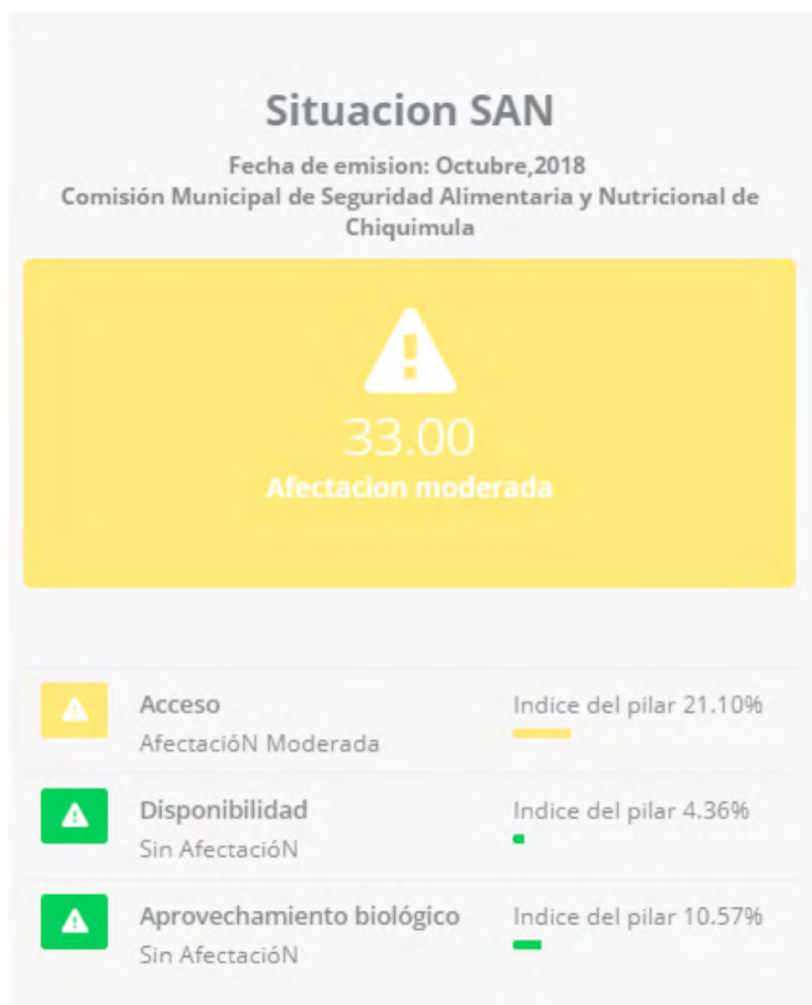 Situacion SAN
Fecha de emision: Octubre,2018
Comisión Municipal de Seguridad Alimentaria y Nutricional de
Chiquimula
33.00
Afectacion moderada
Acceso
Indice del pilar 21.10%
AfectacióN Moderada
Disponibilidad
Indice del pilar 4.36%
Sin AfectacióN
Aprovechamiento biológico
Indice del pilar 10.57%
Sin AfectacióN